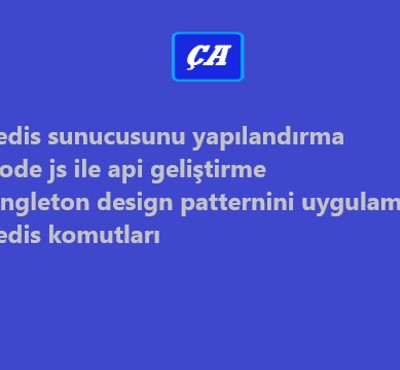 ÇA
edis sunucusunu yapılandırma
ode js ile api geliştirme
ngleton design patternini uygulam
edis komutları